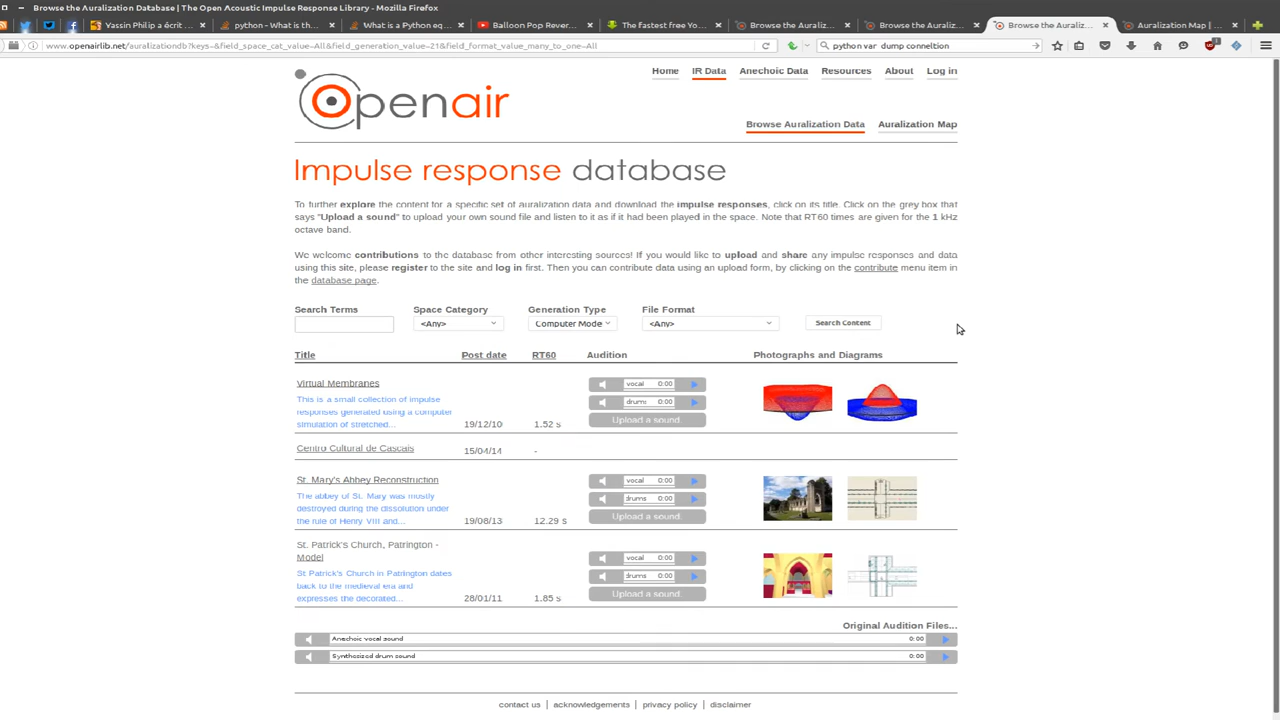 Browse the Auralization Database | The Open Acoustic Impulse Response Library - Mozilla Firefox
Yassin Philip a écrit ...
python - What is th...
What is a Python eq...
Balloon Pop Rever...
The fastest free Yo...
Browse the Auraliz...
Browse the Auraliz...
Browse the Auraliz...
Auralization Map | ...
www.openairlib.net/auralizationdb?keys=&field_space_cat_value=All&field_generation_value=21&field_format_value_many_to_one=All
python var dump conneltion
Home IR Data Anechoic Data Resources About Log in
Openair
Browse Auralization Data Auralization Map
Impulse response database
To further explore the content for a specific set of auralization data and download the impulse responses, click on its title. Click on the grey box that
says "Upload a sound" to upload your own sound file and listen to it as if it had been played in the space. Note that RT60 times are given for the 1 kHz
octave band.
We welcome contributions to the database from other interesting sources! If you would like to upload and share any impulse responses and data
using this site, please register to the site and log in first. Then you can contribute data using an upload form, by clicking on the contribute menu item in
the database page.
Search Terms Space Category Generation Type File Format
<Any> Computer Mode <Any> Search Content
Title Post date RT60 Audition Photographs and Diagrams
Virtual Membranes
This is a small collection of impulse
responses generated using a computer
simulation of stretched...
19/12/10 1.52 s
vocal 0:00
drums 0:00
Upload a sound.
Centro Cultural de Cascais 15/04/14 -
St. Mary's Abbey Reconstruction
The abbey of St. Mary was mostly
destroyed during the dissolution under
the rule of Henry VIII and...
19/08/13 12.29 s
vocal 0:00
drums 0:00
Upload a sound.
St. Patrick's Church, Patrington -
Model
St Patrick's Church in Patrington dates
back to the medieval era and
expresses the decorated...
28/01/11 1.85 s
vocal 0:00
drums 0:00
Upload a sound.
Original Audition Files...
Anechoic vocal sound 0:00
Synthesized drum sound 0:00
contact us | acknowledgements | privacy policy | disclaimer